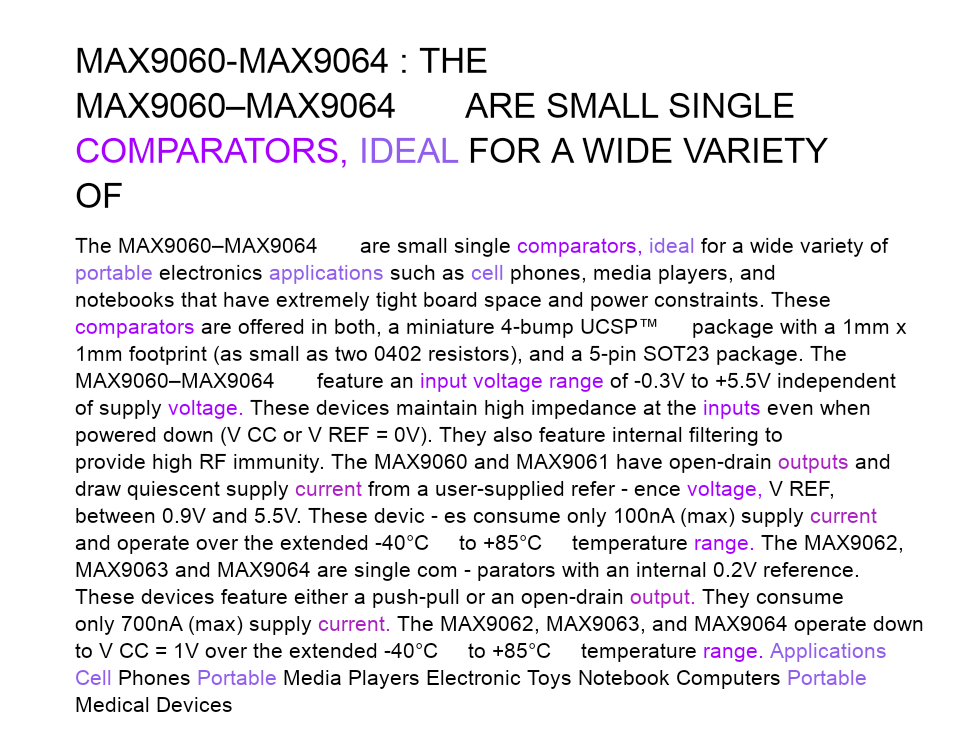 MAX9060-MAX9064 : THE
MAX9060–MAX9064 ARE SMALL SINGLE
COMPARATORS, IDEAL FOR A WIDE VARIETY
OF
The MAX9060–MAX9064 are small single comparators, ideal for a wide variety of
portable electronics applications such as cell phones, media players, and
notebooks that have extremely tight board space and power constraints. These
comparators are offered in both, a miniature 4-bump UCSP™ package with a 1mm x
1mm footprint (as small as two 0402 resistors), and a 5-pin SOT23 package. The
MAX9060–MAX9064 feature an input voltage range of -0.3V to +5.5V independent
of supply voltage. These devices maintain high impedance at the inputs even when
powered down (V CC or V REF = 0V). They also feature internal filtering to
provide high RF immunity. The MAX9060 and MAX9061 have open-drain outputs and
draw quiescent supply current from a user-supplied refer - ence voltage, V REF,
between 0.9V and 5.5V. These devic - es consume only 100nA (max) supply current
and operate over the extended -40°C to +85°C temperature range. The MAX9062,
MAX9063 and MAX9064 are single com - parators with an internal 0.2V reference.
These devices feature either a push-pull or an open-drain output. They consume
only 700nA (max) supply current. The MAX9062, MAX9063, and MAX9064 operate down
to V CC = 1V over the extended -40°C to +85°C temperature range. Applications
Cell Phones Portable Media Players Electronic Toys Notebook Computers Portable
Medical Devices